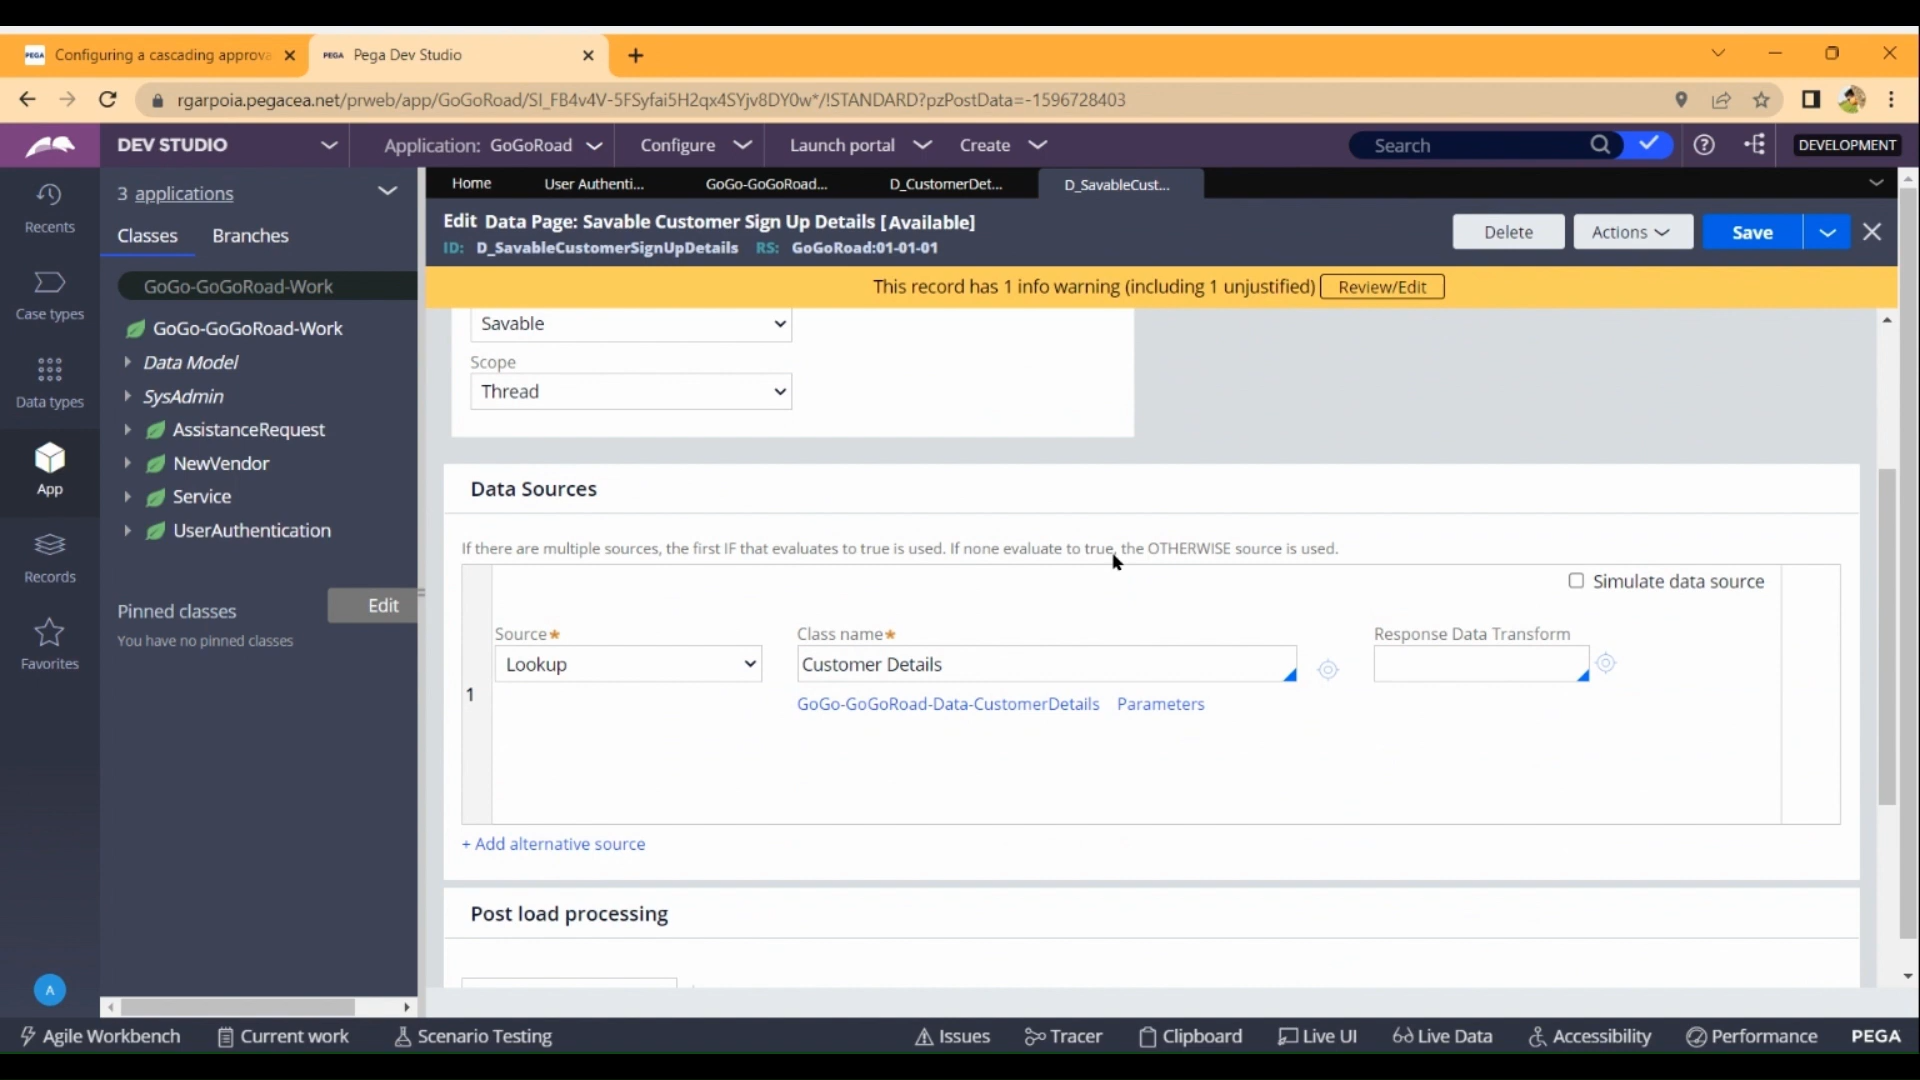 PEGA Configuring a cascading approva
PEGA Pega Dev Studio
rgarpoia.pegacea.net/prweb/app/GoGoRoad/SI_FB4v4V-5FSyfai5H2qx4SYjv8DY0w*/!STANDARD?pzPostData=-1596728403
DEV STUDIO
Application: GoGoRoad
Configure
Launch portal
Create
Search
DEVELOPMENT
Recents
Case types
Data types
App
Records
Favorites
A
3 applications
Classes Branches
GoGo-GoGoRoad-Work
GoGo-GoGoRoad-Work
Data Model
SysAdmin
AssistanceRequest
NewVendor
Service
UserAuthentication
Pinned classes
Edit
You have no pinned classes
Home User Authenti... GoGo-GoGoRoad... D_CustomerDet... D_SavableCust...
Edit Data Page: Savable Customer Sign Up Details [Available]
ID: D_SavableCustomerSignUpDetails RS: GoGoRoad:01-01-01
Delete Actions Save
This record has 1 info warning (including 1 unjustified) Review/Edit
Savable
Scope
Thread
Data Sources
If there are multiple sources, the first IF that evaluates to true is used. If none evaluate to true, the OTHERWISE source is used.
Simulate data source
Source* Class name* Response Data Transform
Lookup Customer Details
1
GoGo-GoGoRoad-Data-CustomerDetails Parameters
+ Add alternative source
Post load processing
Agile Workbench Current work Scenario Testing Issues Tracer Clipboard Live UI Live Data Accessibility Performance PEGA